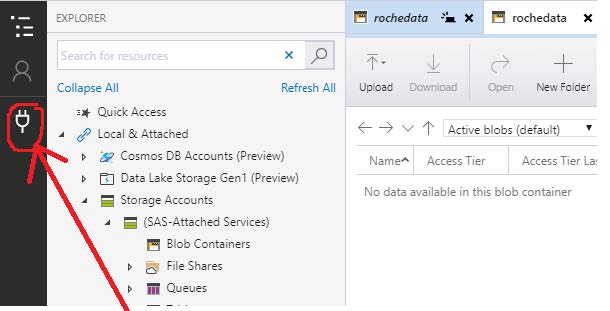 EXPLORER
Search for resources
Collapse All
Refresh All
Quick Access
Local & Attached
Cosmos DB Accounts (Preview)
Data Lake Storage Gen1 (Preview)
Storage Accounts
(SAS-Attached Services)
Blob Containers
File Shares
Queues
rochedata
rochedata
Upload
Download
Open
New Folder
Active blobs (default)
Name
Access Tier
Access Tier Las
No data available in this blob container